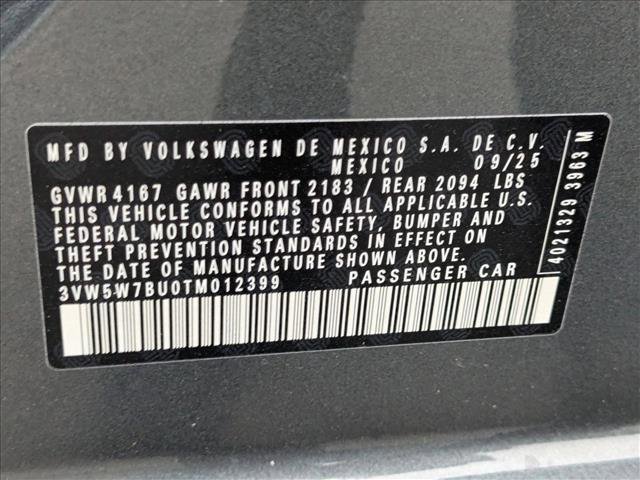 MFD BY VOLKSWAGEN DE MEXICO S.A. DE C.V.
MEXICO 09/25
GVWR 4167 GAWR FRONT 2183 / REAR 2094 LBS
THIS VEHICLE CONFORMS TO ALL APPLICABLE U.S.
FEDERAL MOTOR VEHICLE SAFETY, BUMPER AND
THEFT PREVENTION STANDARDS IN EFFECT ON
THE DATE OF MANUFACTURE SHOWN ABOVE.
3VW5W7BU0TM012399 PASSENGER CAR
4021329 3963 M